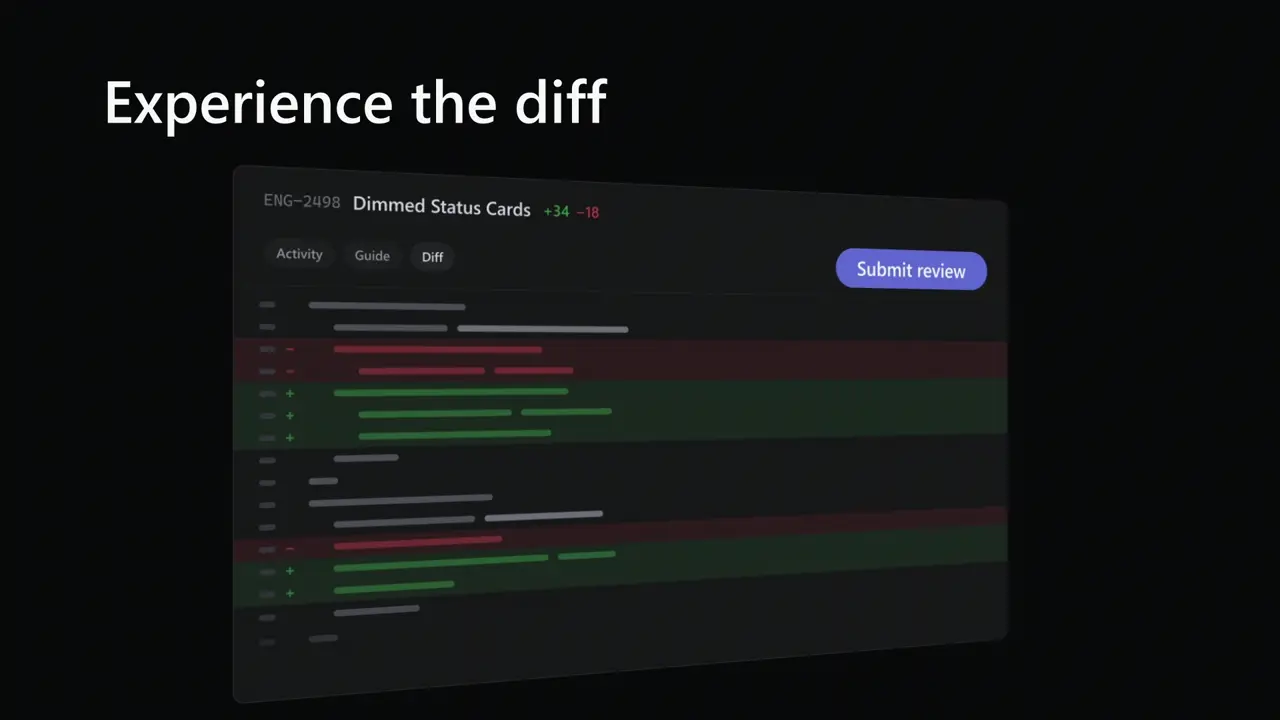 Experience the diff
ENG-2498 Dimmed Status Cards +34 -18
Activity Guide Diff
Submit review
-
-
+
+
+
-
+
+